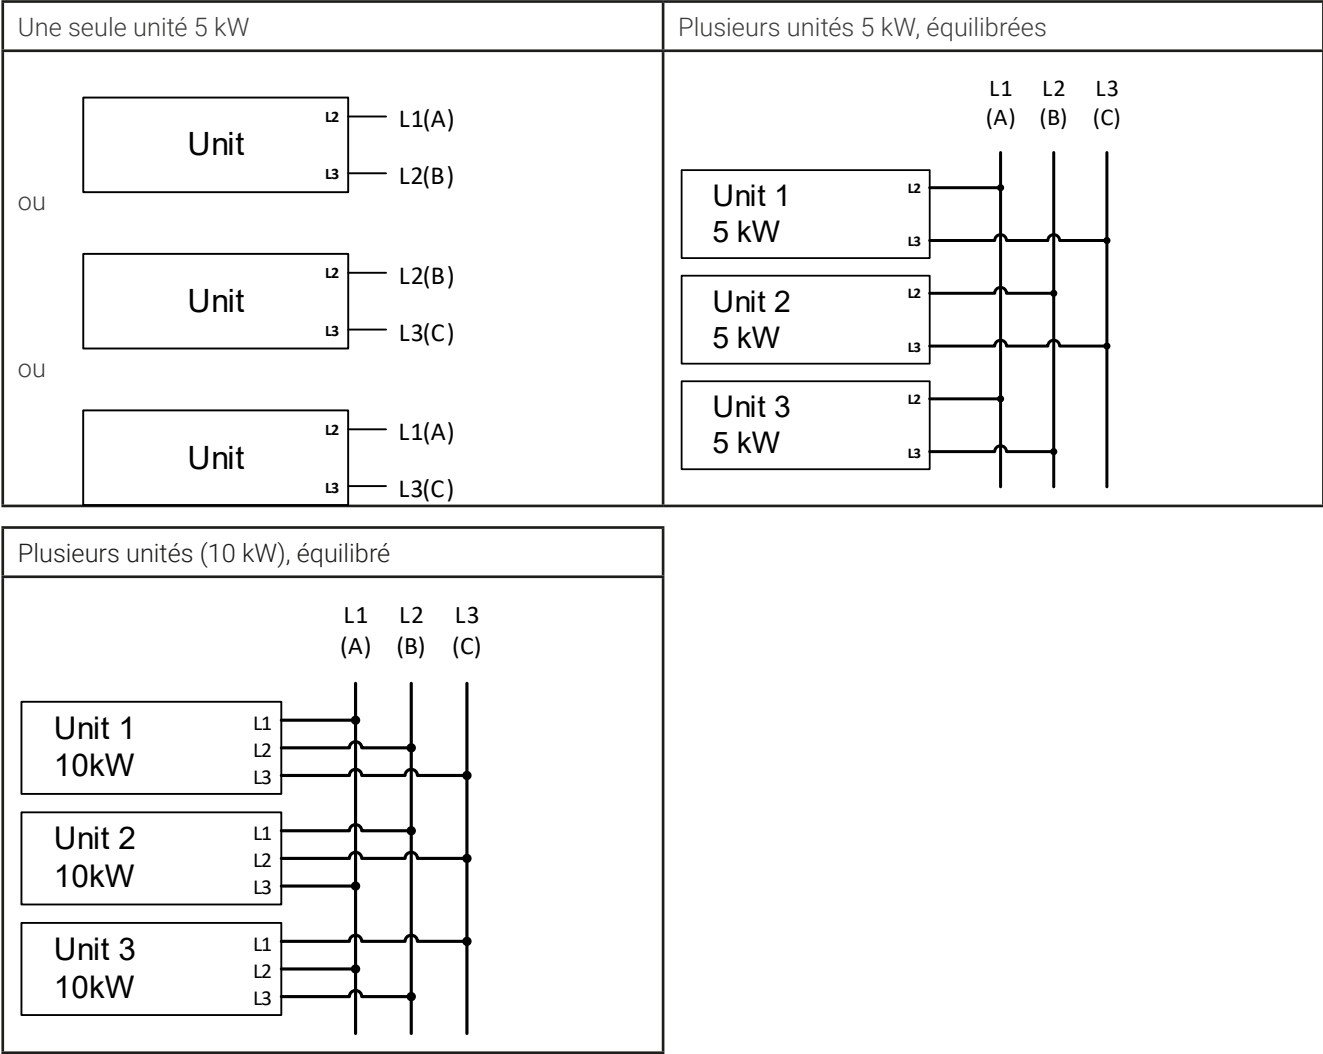 Une seule unité 5 kW
Unit
L2
L1(A)
L3
L2(B)
ou
Unit
L2
L2(B)
L3
L3(C)
ou
Unit
L2
L1(A)
L3
L3(C)
Plusieurs unités 5 kW, équilibrées
L1 L2 L3
(A) (B) (C)
Unit 1
5 kW
L2
L3
Unit 2
5 kW
L2
L3
Unit 3
5 kW
L2
L3
Plusieurs unités (10 kW), équilibré
L1 L2 L3
(A) (B) (C)
Unit 1
10kW
L1
L2
L3
Unit 2
10kW
L1
L2
L3
Unit 3
10kW
L1
L2
L3